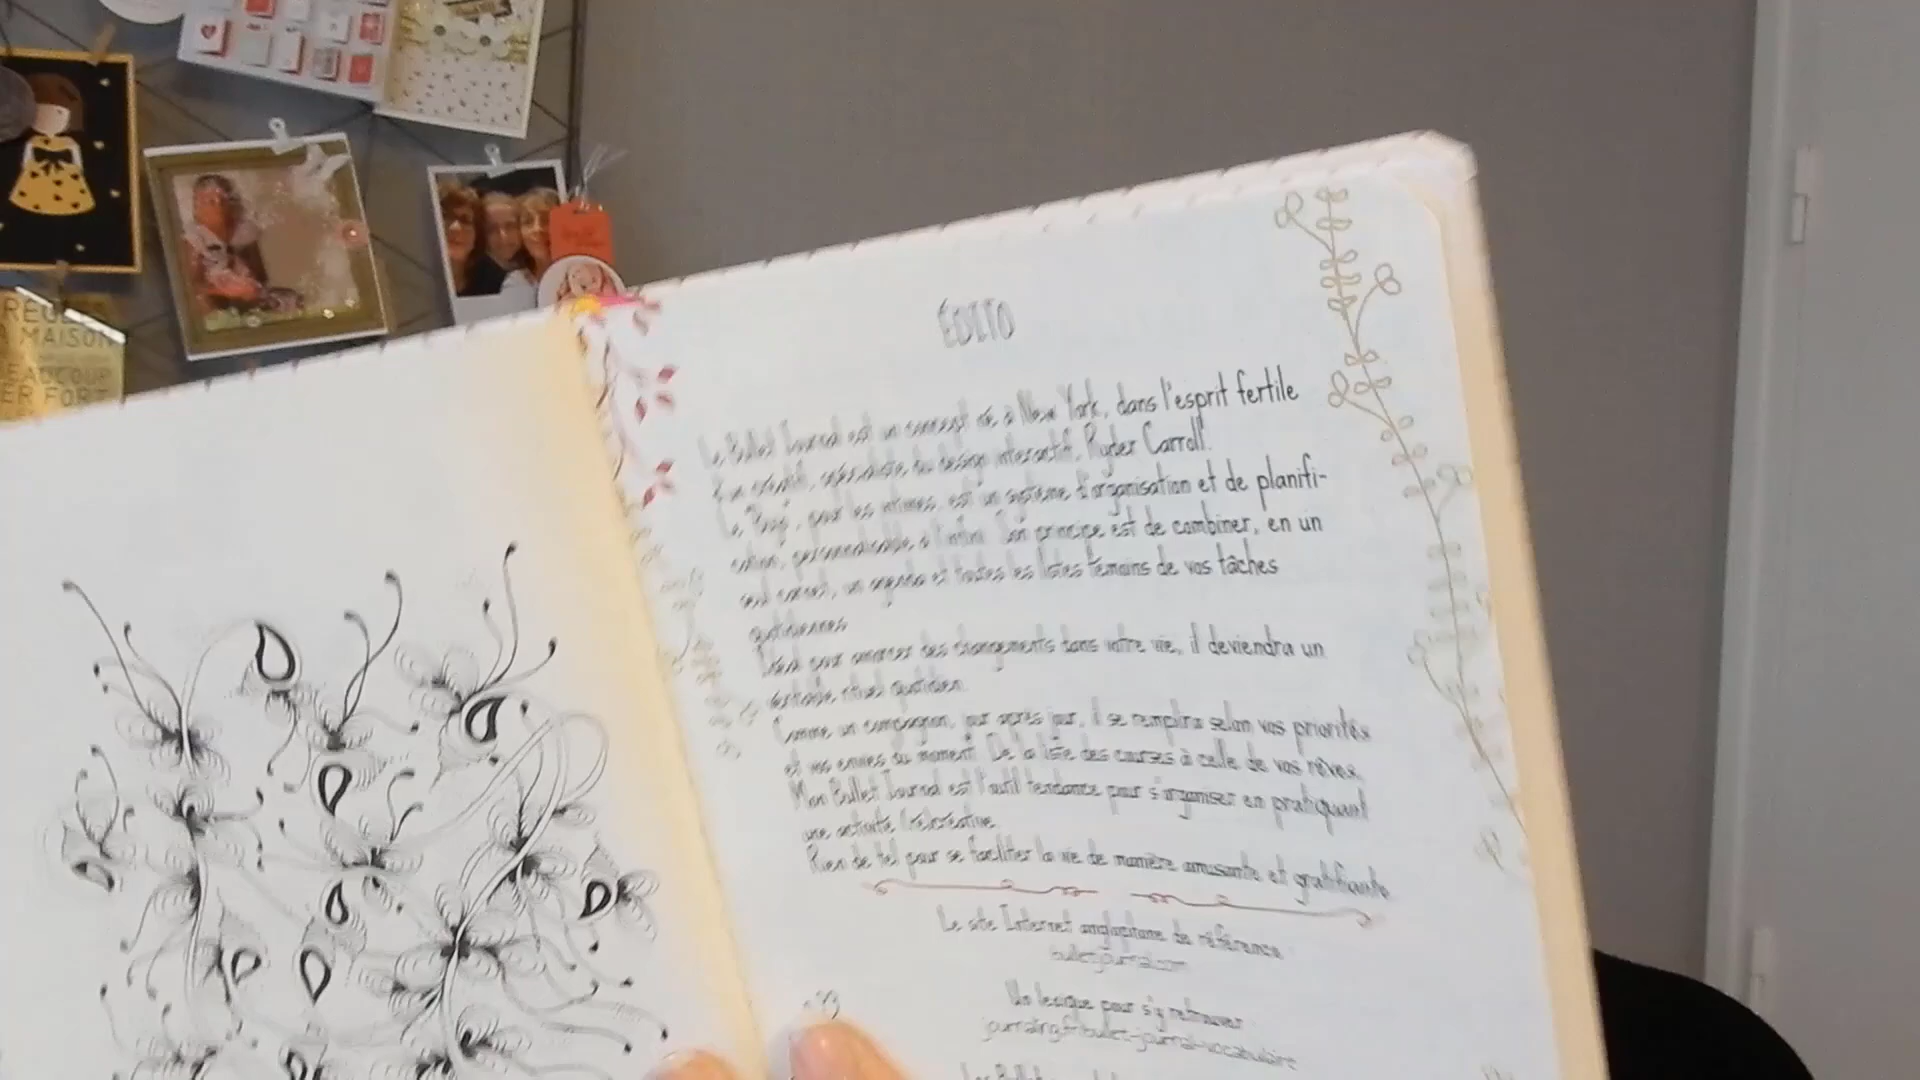 RÉGLES
MAISON
BEAUCOUP
FORT
ÉDITO
Le Bullet Journal est un concept né à New York, dans l'esprit fertile
d'un créatif, spécialiste du design interactif, Ryder Carroll.
Le "Bujo", pour les intimes, est un système d'organisation et de planifi-
cation, personnalisable à l'infini. Son principe est de combiner, en un
seul carnet, un agenda et toutes les listes témoins de vos tâches
quotidiennes.
Idéal pour amorcer des changements dans votre vie, il deviendra un
véritable rituel quotidien.
Comme un compagnon, jour après jour, il se remplira selon vos priorités
et vos envies du moment. De la liste des courses à celle de vos rêves,
Mon Bullet Journal est l'outil tendance pour s'organiser en pratiquant
une activité (ré)créative.
Rien de tel pour se faciliter la vie de manière amusante et gratifiante.
Le site Internet anglophone de référence
bulletjournal.com
Un lexique pour s'y retrouver
journaling.fr/bullet-journal-vocabulaire